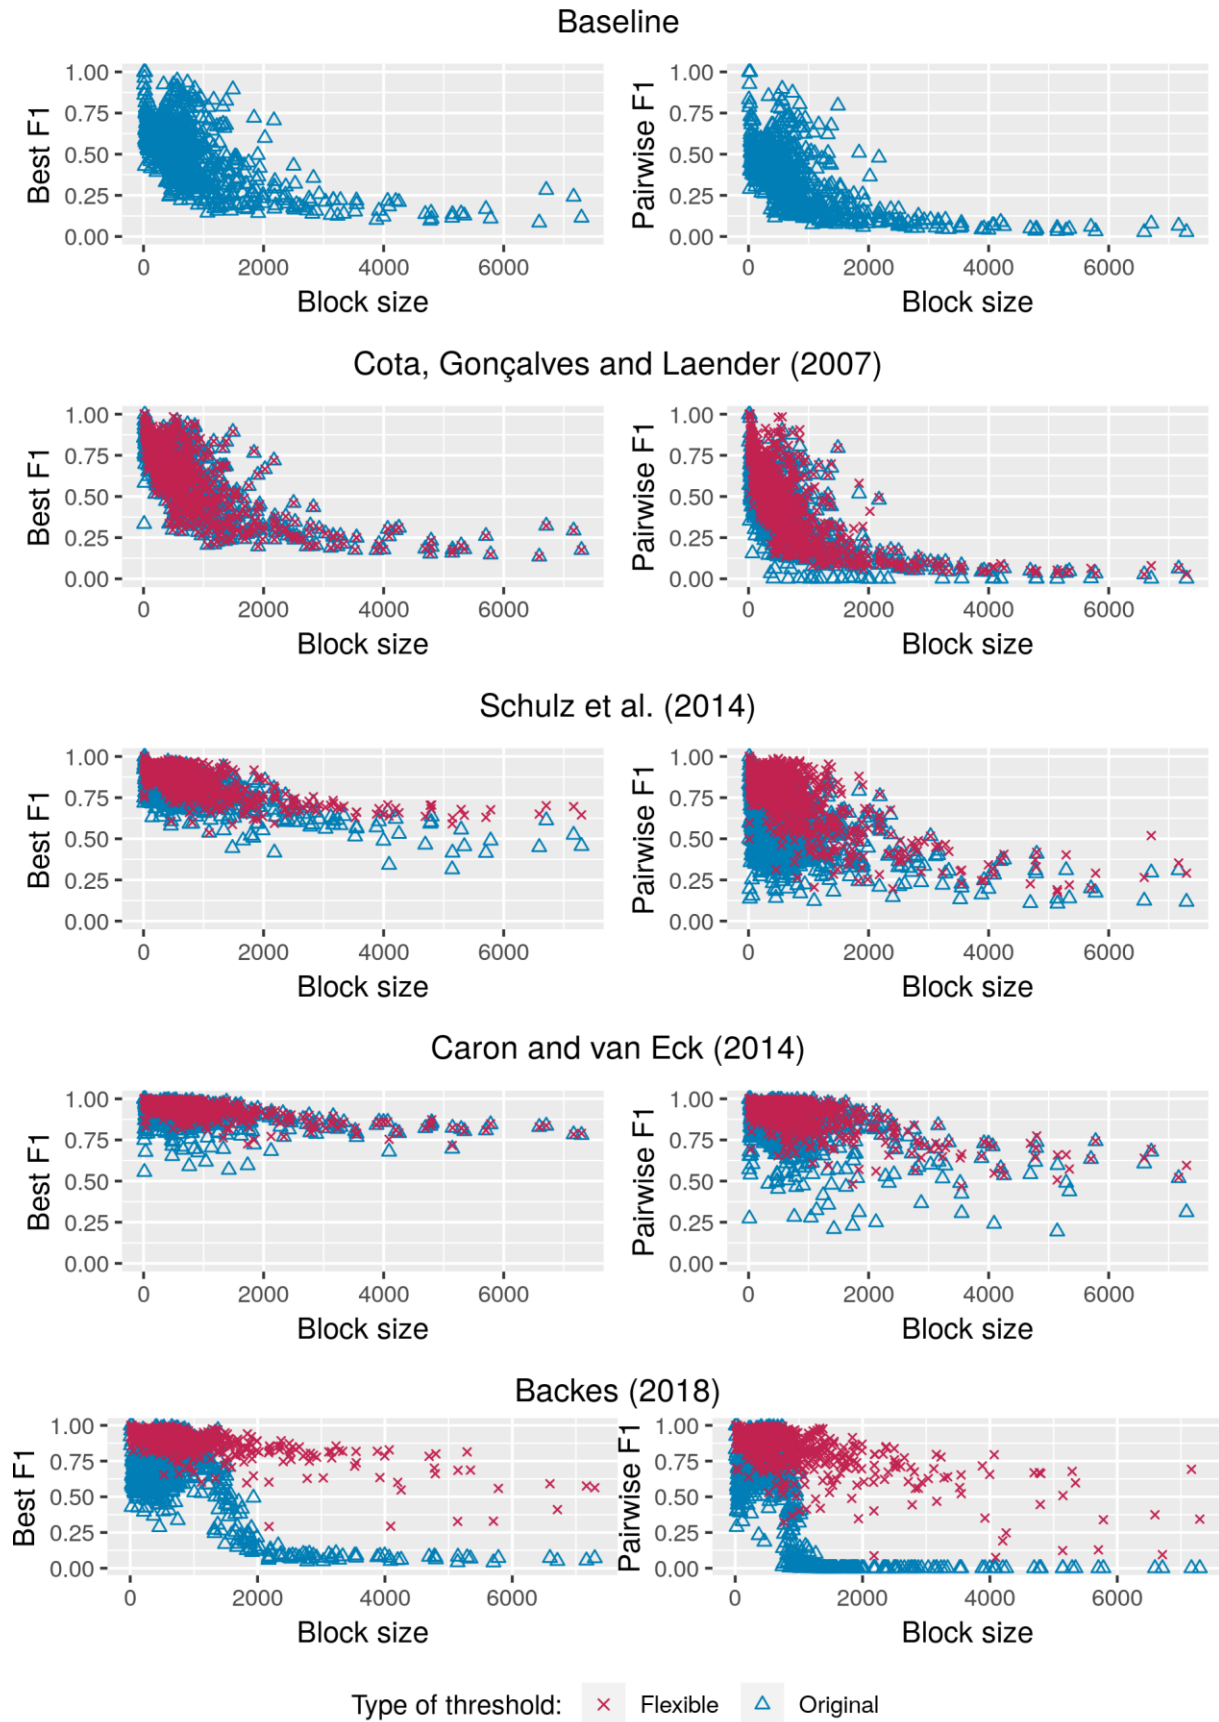 Baseline
Best F1
1.00
0.75
0.50
0.25
0.00
0 2000 4000 6000
Block size
Pairwise F1
1.00
0.75
0.50
0.25
0.00
0 2000 4000 6000
Block size
Cota, Gonçalves and Laender (2007)
Best F1
1.00
0.75
0.50
0.25
0.00
0 2000 4000 6000
Block size
Pairwise F1
1.00
0.75
0.50
0.25
0.00
0 2000 4000 6000
Block size
Schulz et al. (2014)
Best F1
1.00
0.75
0.50
0.25
0.00
0 2000 4000 6000
Block size
Pairwise F1
1.00
0.75
0.50
0.25
0.00
0 2000 4000 6000
Block size
Caron and van Eck (2014)
Best F1
1.00
0.75
0.50
0.25
0.00
0 2000 4000 6000
Block size
Pairwise F1
1.00
0.75
0.50
0.25
0.00
0 2000 4000 6000
Block size
Backes (2018)
Best F1
1.00
0.75
0.50
0.25
0.00
0 2000 4000 6000
Block size
Pairwise F1
1.00
0.75
0.50
0.25
0.00
0 2000 4000 6000
Block size
Type of threshold: Flexible Original